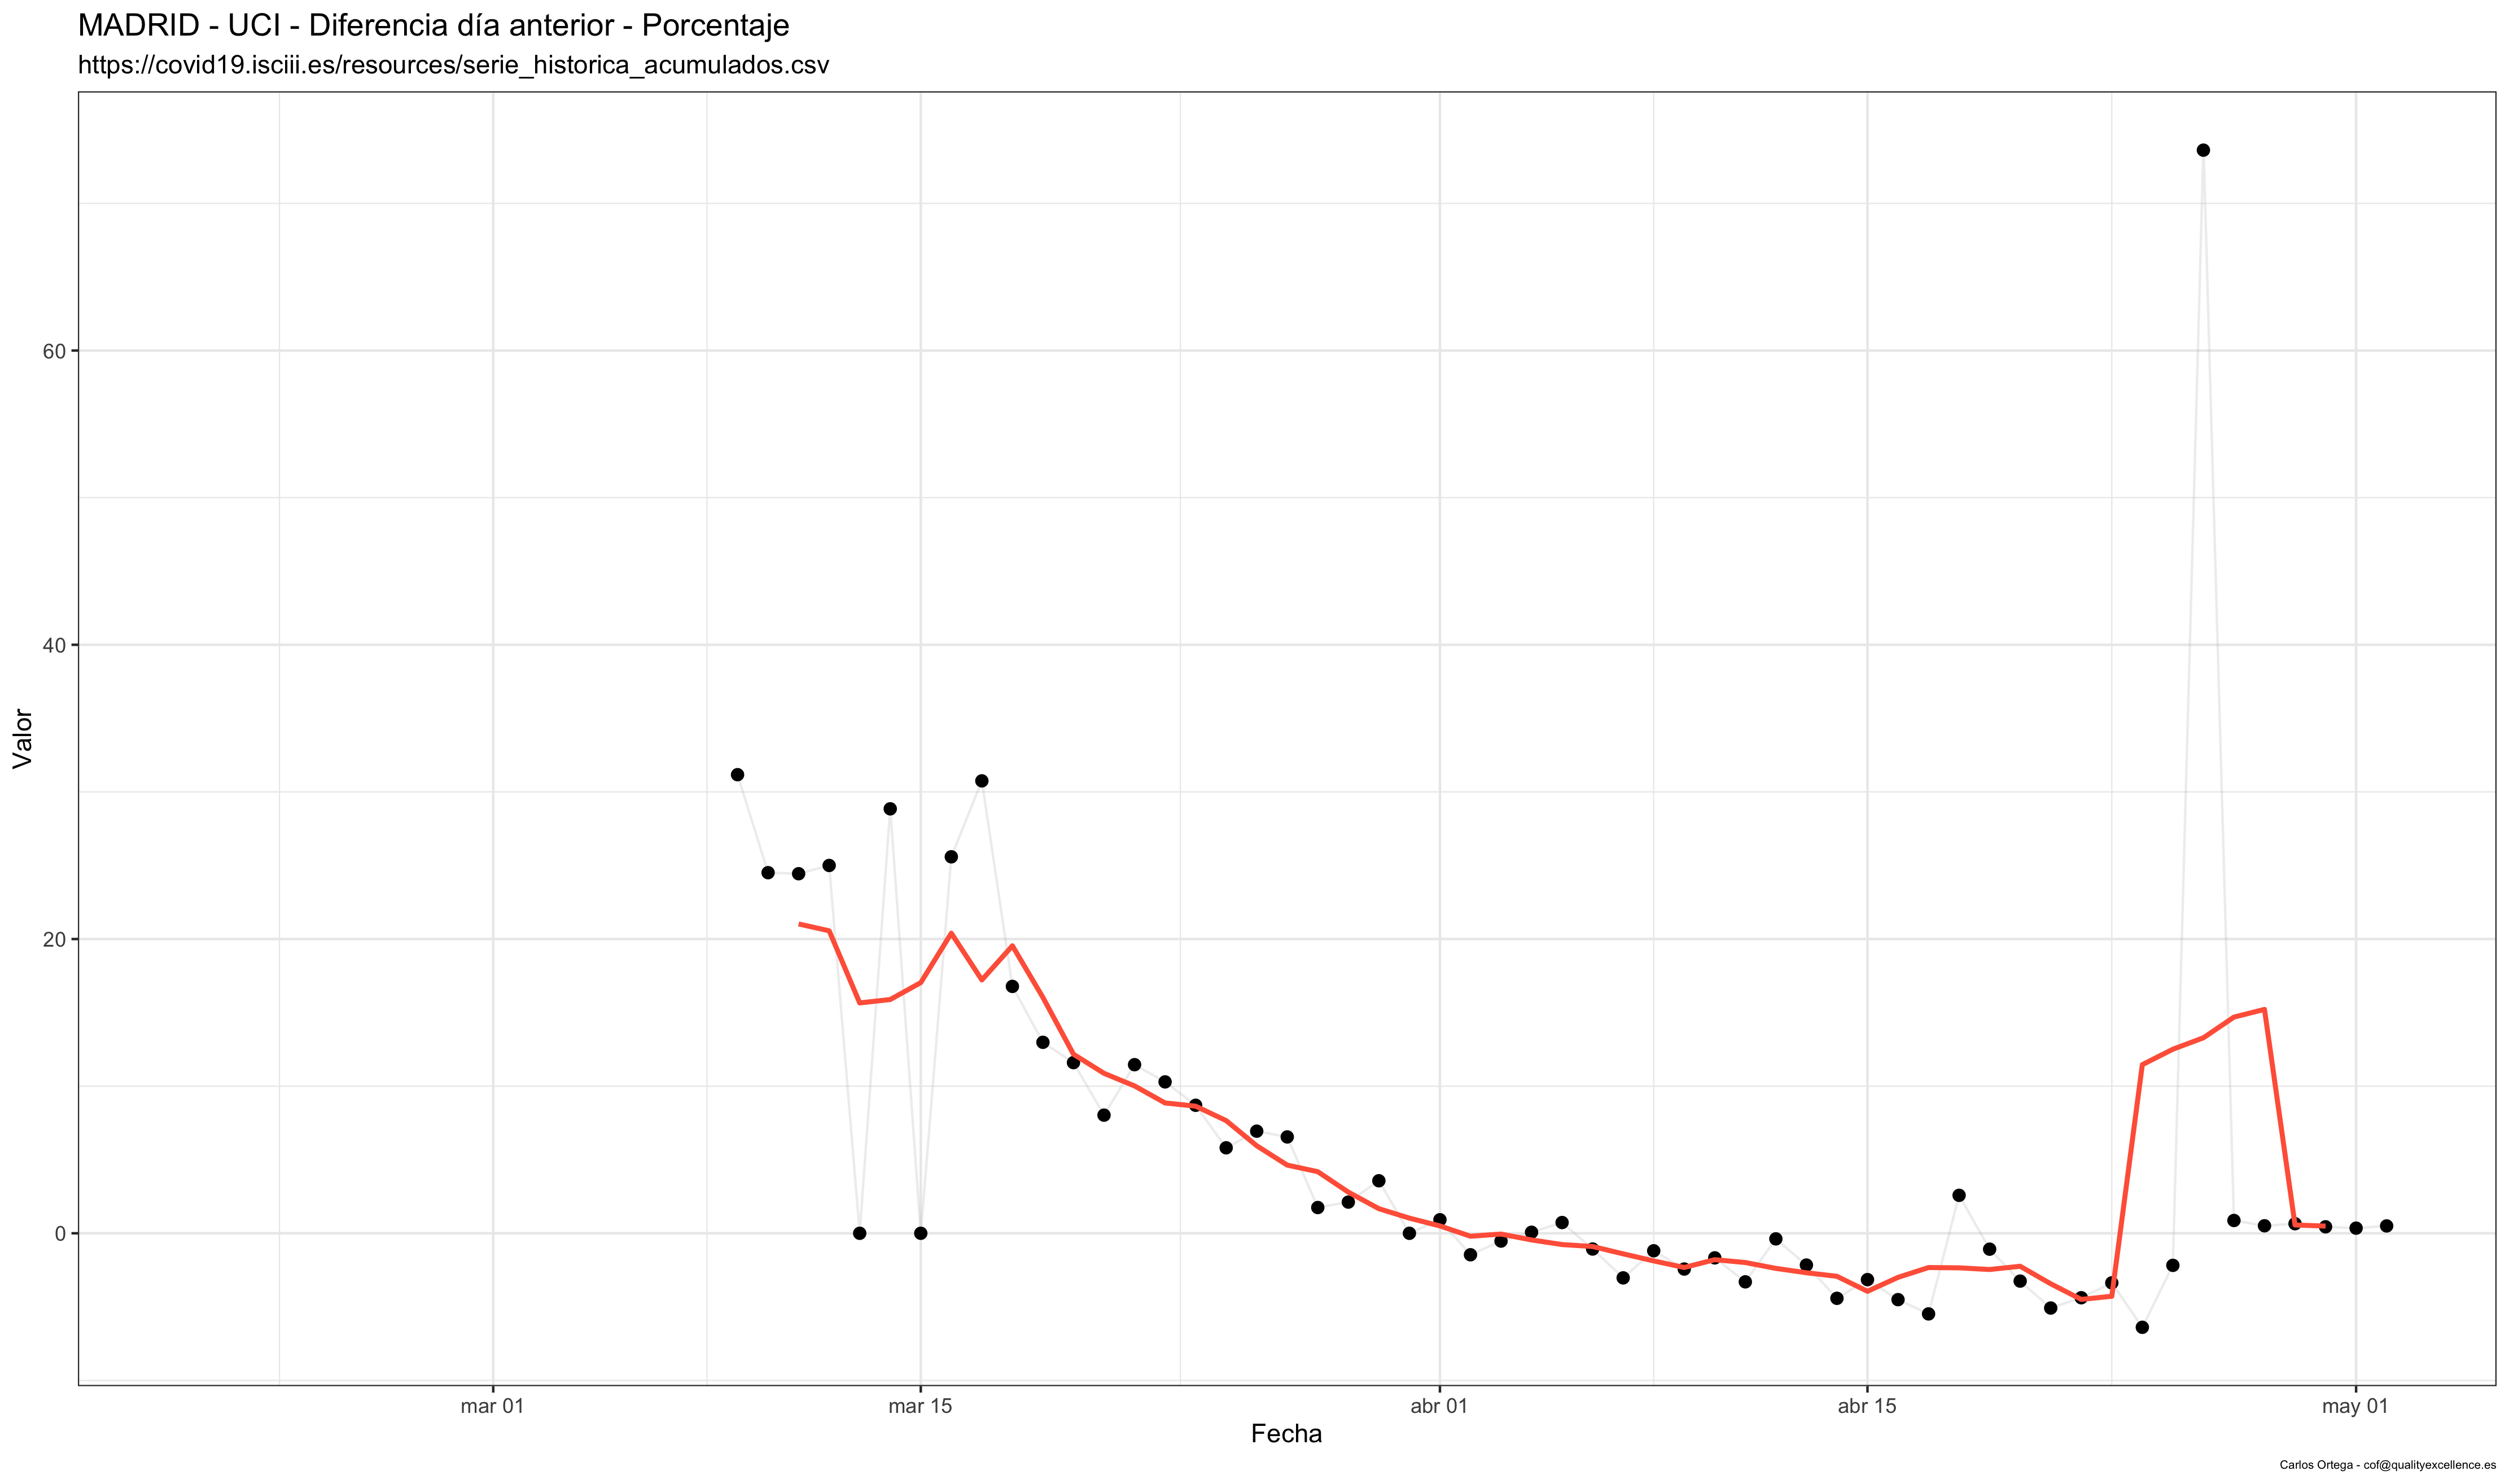 MADRID - UCI - Diferencia día anterior - Porcentaje
https://covid19.isciii.es/resources/serie_historica_acumulados.csv
60
40
20
0
Valor
mar 01
mar 15
abr 01
abr 15
may 01
Fecha
Carlos Ortega - cof@qualityexcellence.es